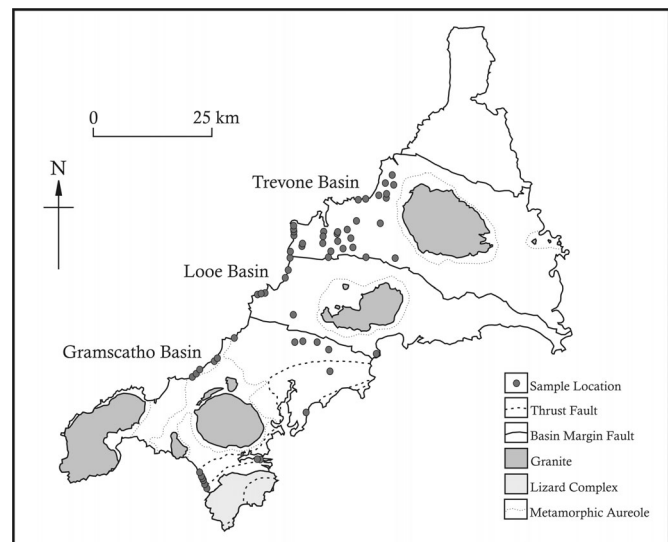 0
25 km
N
Trevone Basin
Looe Basin
Gramscatho Basin
Sample Location
Thrust Fault
Basin Margin Fault
Granite
Lizard Complex
Metamorphic Aureole